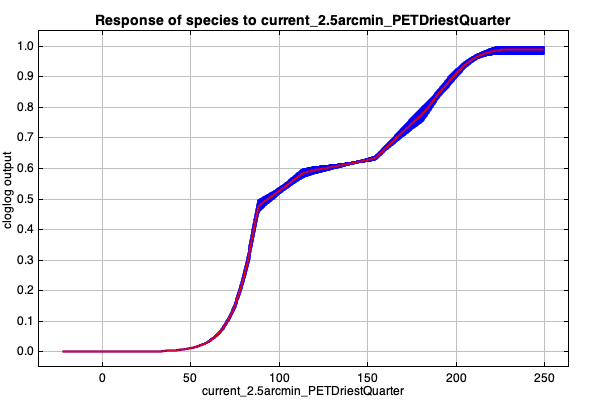 Response of species to current_2.5arcmin_PETDriestQuarter
cloglog output
1.0
0.9
0.8
0.7
0.6
0.5
0.4
0.3
0.2
0.1
0.0
0 50 100 150 200 250
current_2.5arcmin_PETDriestQuarter